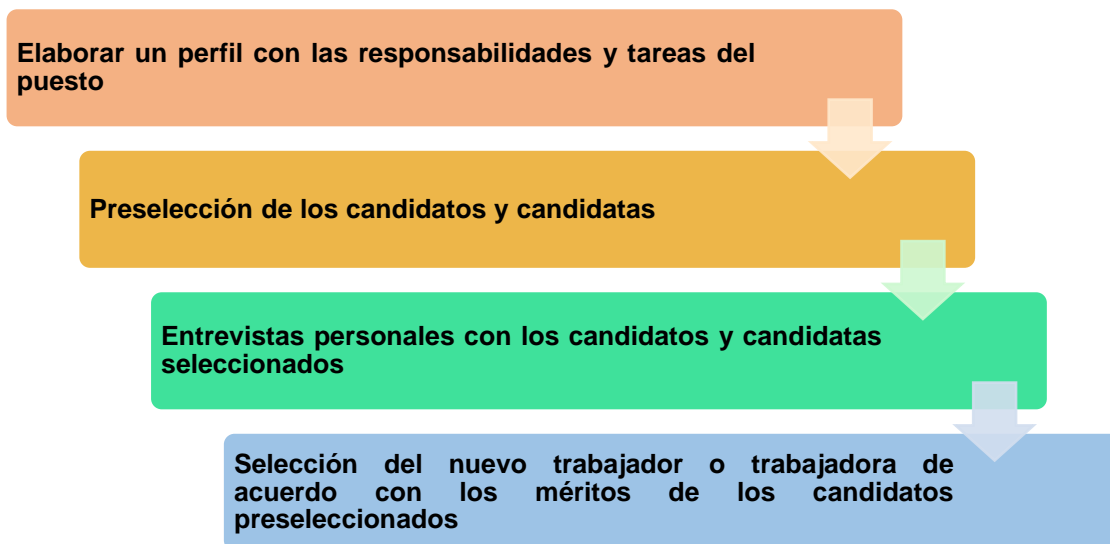 Elaborar un perfil con las responsabilidades y tareas del
puesto
Preselección de los candidatos y candidatas
Entrevistas personales con los candidatos y candidatas
seleccionados
Selección del nuevo trabajador o trabajadora de
acuerdo con los méritos de los candidatos
preseleccionados